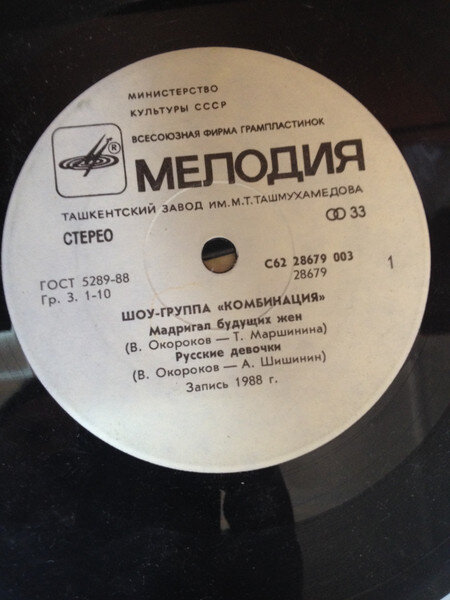 МИНИСТЕРСТВО
КУЛЬТУРЫ СССР
ВСЕСОЮЗНАЯ ФИРМА ГРАМПЛАСТИНОК
МЕЛОДИЯ
ТАШКЕНТСКИЙ ЗАВОД ИМ. М. Т. ТАШМУХАМЕДОВА
СТЕРЕО
33
ГОСТ 5289-88
Гр. 3. 1-10
С62 28679 003
28679
1
ШОУ-ГРУППА «КОМБИНАЦИЯ»
Мадригал будущих жен
(В. Окороков — Т. Маршинина)
Русские девочки
(В. Окороков — А. Шишинин)
Запись 1988 г.